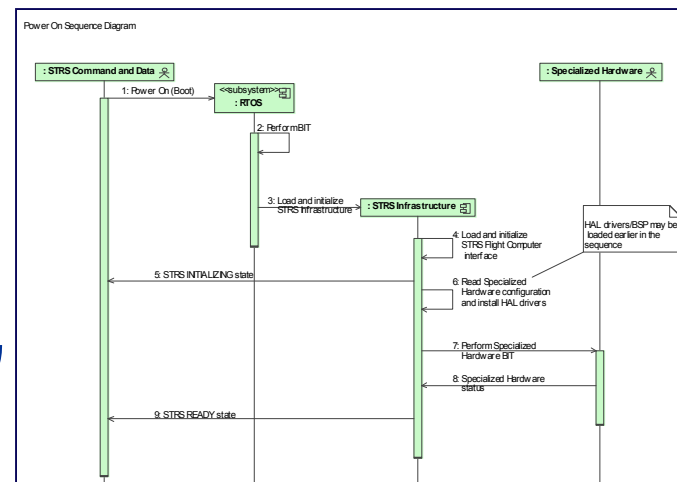 Power On Sequence Diagram
: STRS Command and Data
: Specialized Hardware
1: Power On (Boot)
<<subsystem>>
: RTOS
2: Perform BIT
3: Load and initialize
STRS Infrastructure
: STRS Infrastructure
HAL drivers/BSP may be
loaded earlier in the
sequence
4: Load and initialize
STRS Flight Computer
interface
5: STRS INITIALIZING state
6: Read Specialized
Hardware configuration
and install HAL drivers
7: Perform Specialized
Hardware BIT
8: Specialized Hardware
status
9: STRS READY state